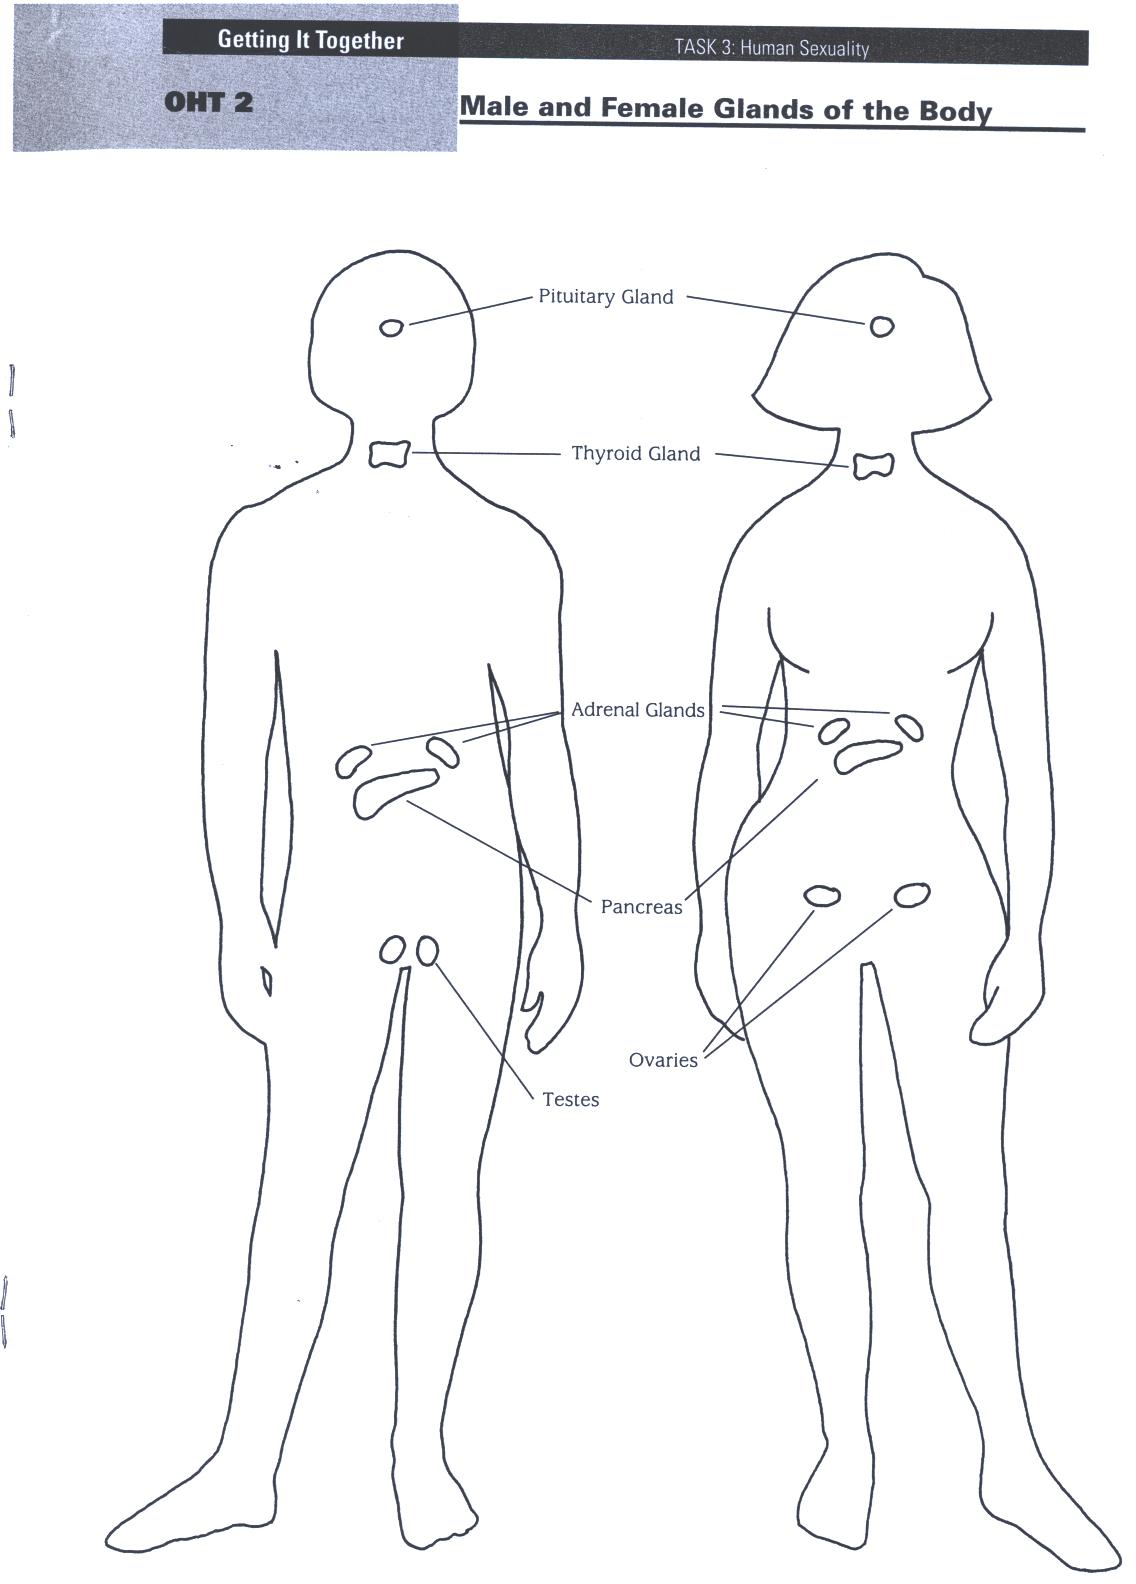 Getting It Together
TASK 3: Human Sexuality
OHT 2
Male and Female Glands of the Body
Pituitary Gland
Thyroid Gland
Adrenal Glands
Pancreas
Ovaries
Testes